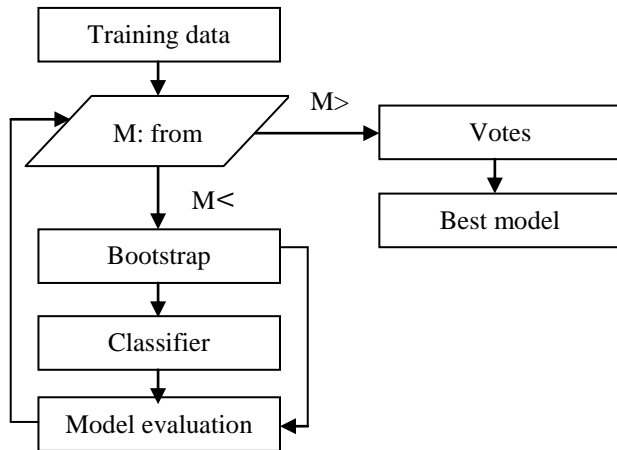 Training data
M: from
M>
Votes
M<
Best model
Bootstrap
Classifier
Model evaluation